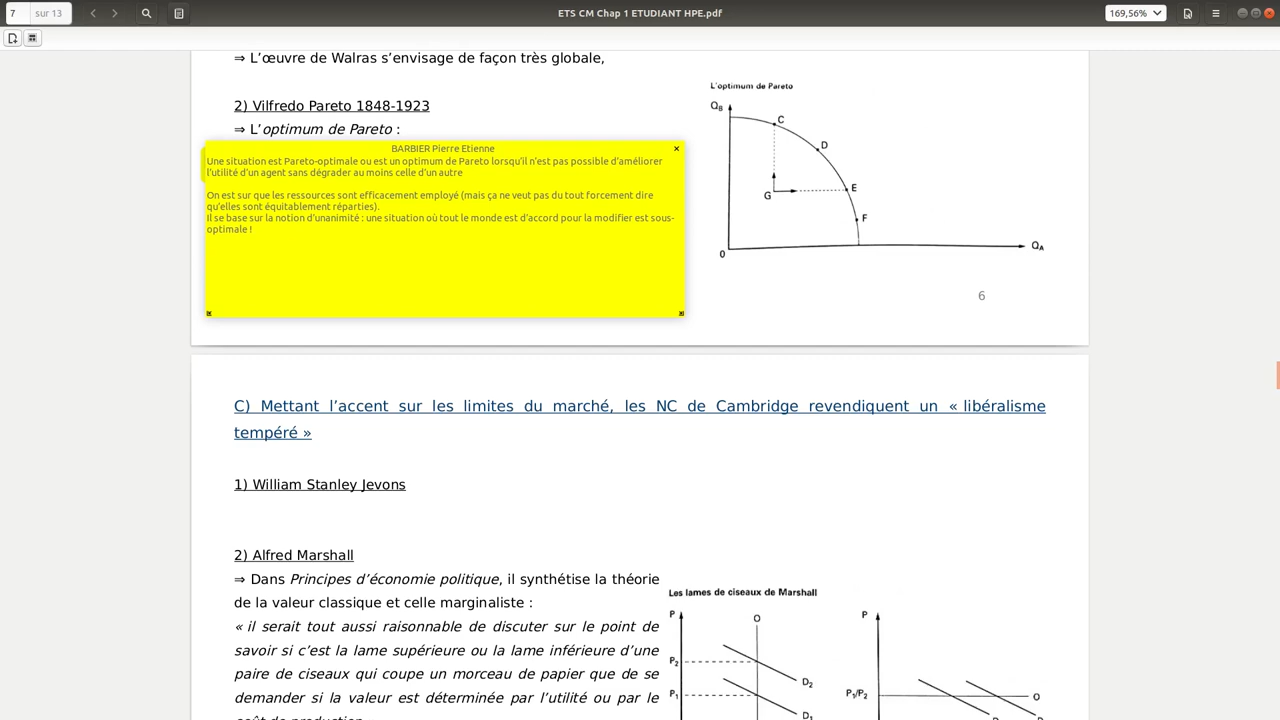 7 sur 13
ETS CM Chap 1 ETUDIANT HPE.pdf
169,56%
⇒ L’œuvre de Walras s’envisage de façon très globale,
2) Vilfredo Pareto 1848-1923
⇒ L’optimum de Pareto :
BARBIER Pierre Etienne
Une situation est Pareto-optimale ou est un optimum de Pareto lorsqu’il n’est pas possible d’améliorer
l’utilité d’un agent sans dégrader au moins celle d’un autre
On est sur que les ressources sont efficacement employé (mais ça ne veut pas du tout forcement dire
qu’elles sont équitablement réparties).
Il se base sur la notion d’unanimité : une situation où tout le monde est d’accord pour la modifier est sous-
optimale !
L’optimum de Pareto
QB
C
D
E
G
F
0
QA
6
C) Mettant l’accent sur les limites du marché, les NC de Cambridge revendiquent un « libéralisme
tempéré »
1) William Stanley Jevons
2) Alfred Marshall
⇒ Dans Principes d’économie politique, il synthétise la théorie
de la valeur classique et celle marginaliste :
« il serait tout aussi raisonnable de discuter sur le point de
savoir si c’est la lame supérieure ou la lame inférieure d’une
paire de ciseaux qui coupe un morceau de papier que de se
demander si la valeur est déterminée par l’utilité ou par le
coût de production
Les lames de ciseaux de Marshall
P
O
P2
D2
P1
D1
P
P1/P2
O